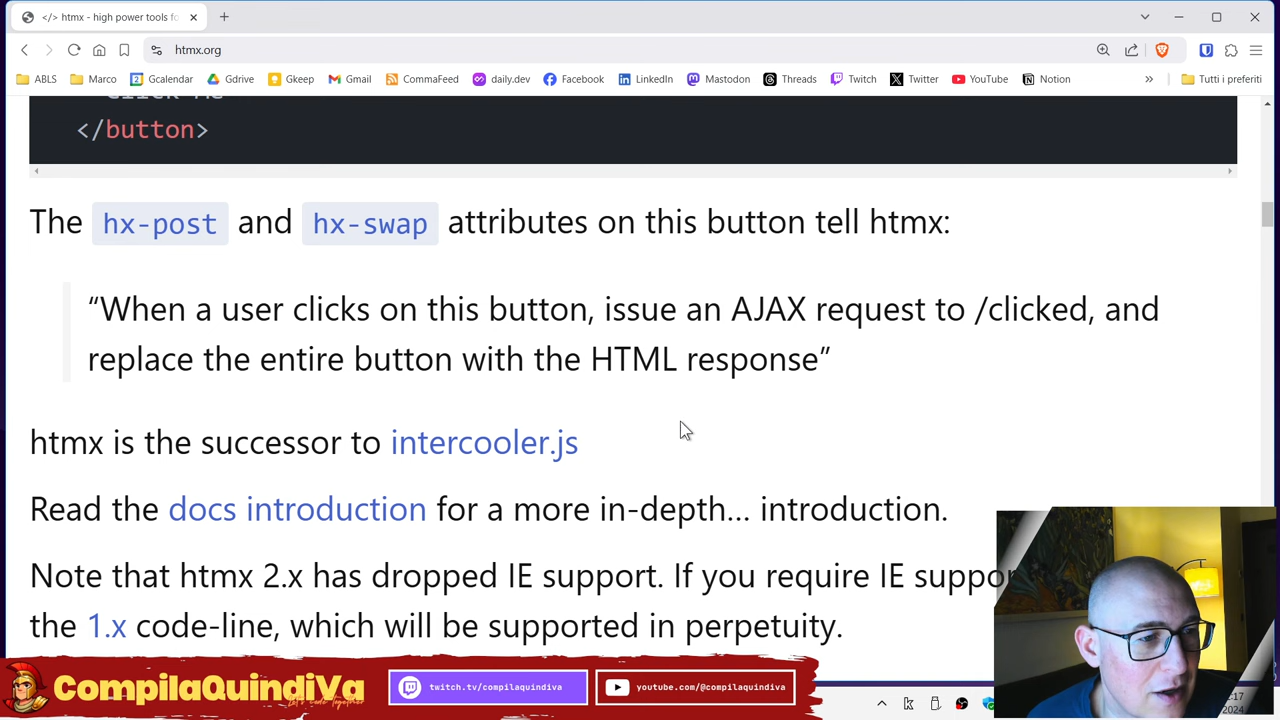 </> htmx - high power tools fo
htmx.org
ABLS
Marco
Gcalendar
Gdrive
Gkeep
Gmail
CommaFeed
daily.dev
Facebook
LinkedIn
Mastodon
Threads
Twitch
Twitter
YouTube
Notion
Tutti i preferiti
</button>
The hx-post and hx-swap attributes on this button tell htmx:
“When a user clicks on this button, issue an AJAX request to /clicked, and
replace the entire button with the HTML response”
htmx is the successor to intercooler.js
Read the docs introduction for a more in-depth… introduction.
Note that htmx 2.x has dropped IE support. If you require IE suppor
the 1.x code-line, which will be supported in perpetuity.
CompilaQuindiVa
Let's code Together
twitch.tv/compilaquindiva
youtube.com/@compilaquindiva
:17
2024